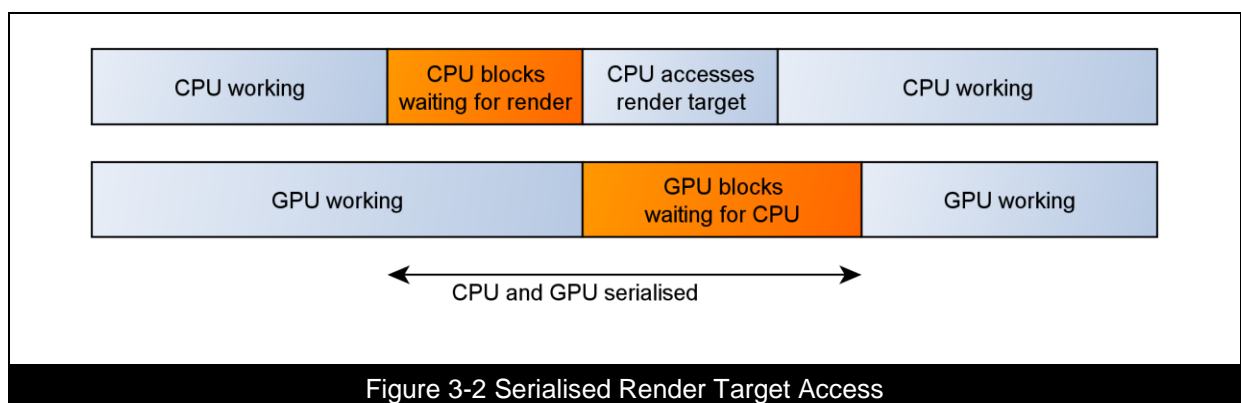 CPU working
CPU blocks
waiting for render
CPU accesses
render target
CPU working
GPU working
GPU blocks
waiting for CPU
GPU working
CPU and GPU serialised
Figure 3-2 Serialised Render Target Access